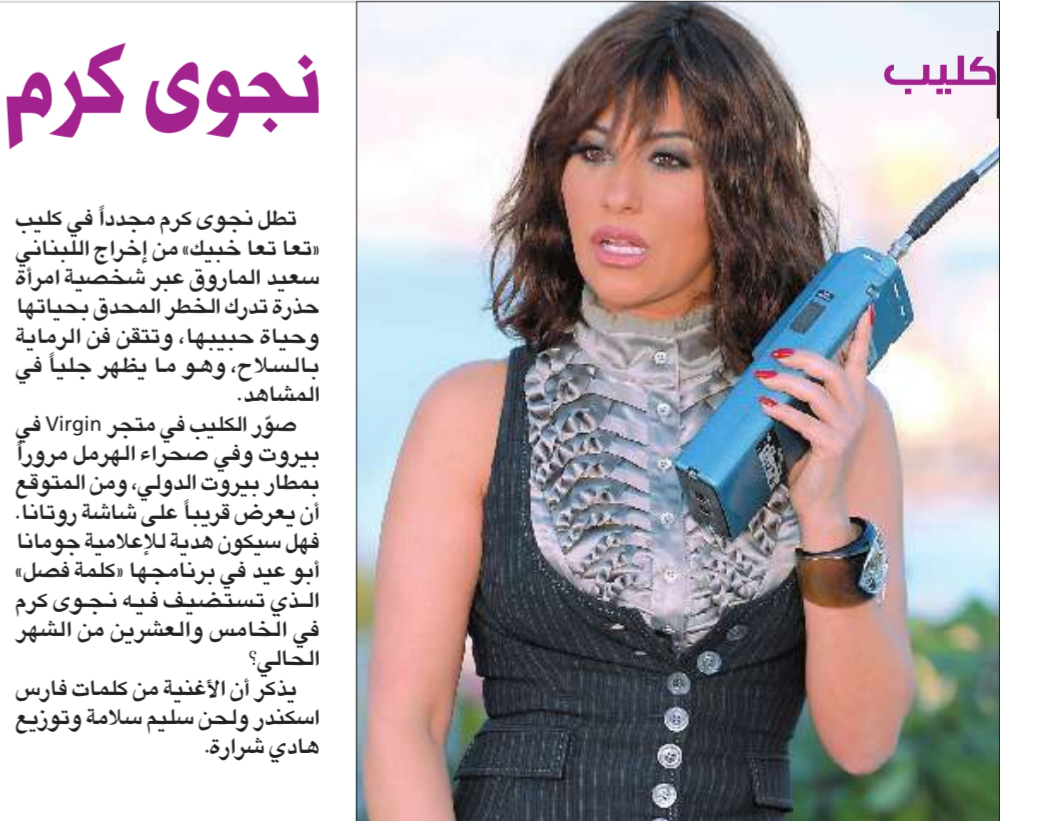 كليب
نجوى كرم
تطل نجوى كرم مجدداً في كليب
«تعا تعا خبيك» من إخراج اللبناني
سعيد الماروق عبر شخصية امرأة
حذرة تدرك الخطر المحدق بحياتها
وحياة حبيبها، وتتقن فن الرماية
بالسلاح، وهو ما يظهر جلياً في
المشاهد.
صوّر الكليب في متجر Virgin في
بيروت وفي صحراء الهرمل مروراً
بمطار بيروت الدولي، ومن المتوقع
أن يعرض قريباً على شاشة روتانا.
فهل سيكون هدية للإعلامية جومانا
أبو عيد في برنامجها «كلمة فصل»
الذي تستضيف فيه نجوى كرم
في الخامس والعشرين من الشهر
الحالي؟
يذكر أن الأغنية من كلمات فارس
اسكندر ولحن سليم سلامة وتوزيع
هادي شرارة.